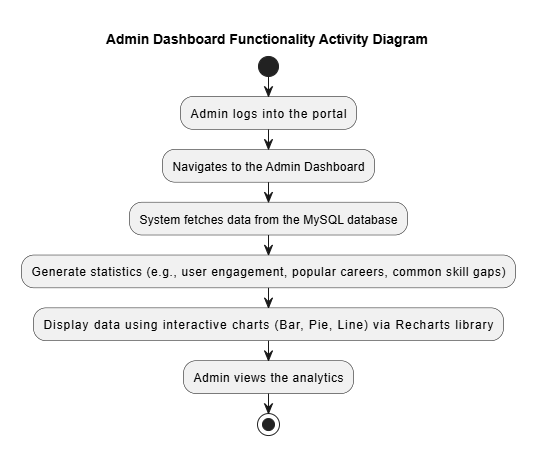 Admin Dashboard Functionality Activity Diagram
Admin logs into the portal
Navigates to the Admin Dashboard
System fetches data from the MySQL database
Generate statistics (e.g., user engagement, popular careers, common skill gaps)
Display data using interactive charts (Bar, Pie, Line) via Recharts library
Admin views the analytics